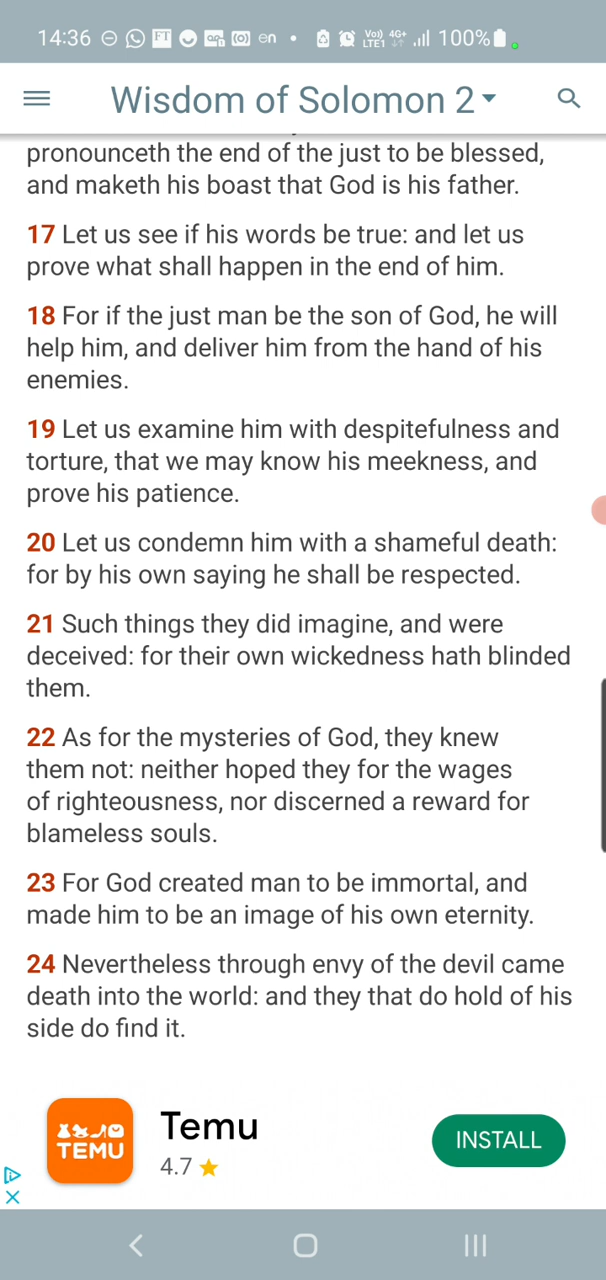 14:36 FT en • Vo)) LTE1 4G+ 100%
Wisdom of Solomon 2
pronounceth the end of the just to be blessed,
and maketh his boast that God is his father.
17 Let us see if his words be true: and let us
prove what shall happen in the end of him.
18 For if the just man be the son of God, he will
help him, and deliver him from the hand of his
enemies.
19 Let us examine him with despitefulness and
torture, that we may know his meekness, and
prove his patience.
20 Let us condemn him with a shameful death:
for by his own saying he shall be respected.
21 Such things they did imagine, and were
deceived: for their own wickedness hath blinded
them.
22 As for the mysteries of God, they knew
them not: neither hoped they for the wages
of righteousness, nor discerned a reward for
blameless souls.
23 For God created man to be immortal, and
made him to be an image of his own eternity.
24 Nevertheless through envy of the devil came
death into the world: and they that do hold of his
side do find it.
TEMU
Temu
4.7
INSTALL